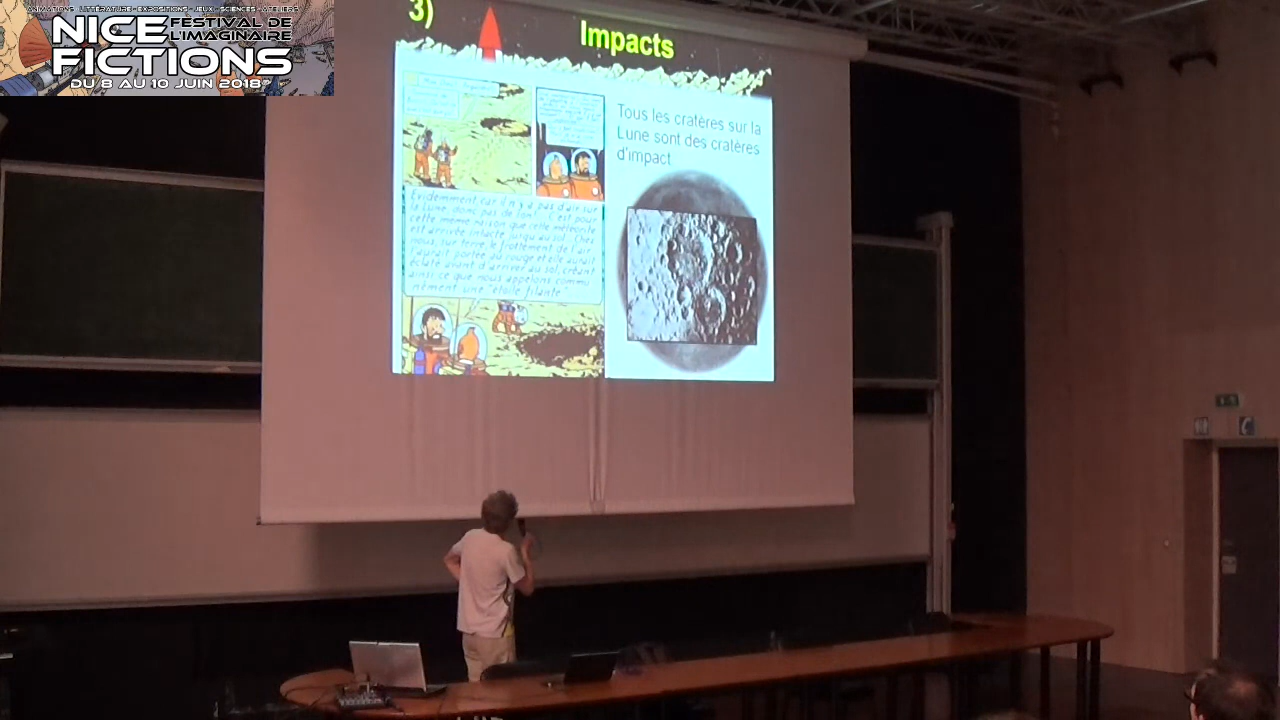 ANIMATIONS - LITTÉRATURE - EXPOSITIONS - JEUX - SCIENCES - ATELIERS
NICE
FESTIVAL DE
L'IMAGINAIRE
FICTIONS
DU 8 AU 10 JUIN 2018
3)
Impacts
Tous les cratères sur la
Lune sont des cratères
d'impact
Evidemment, car il n'y a pas d'air sur
la Lune, donc pas de son!... C'est pour
cette même raison que cette météorite
est arrivée intacte jusqu'au sol. Chez
nous, sur terre, le frottement de l'air
l'aurait portée au rouge et elle aurait
éclaté avant d'arriver au sol, créant
ainsi ce que nous appelons commu
nément une "étoile filante"